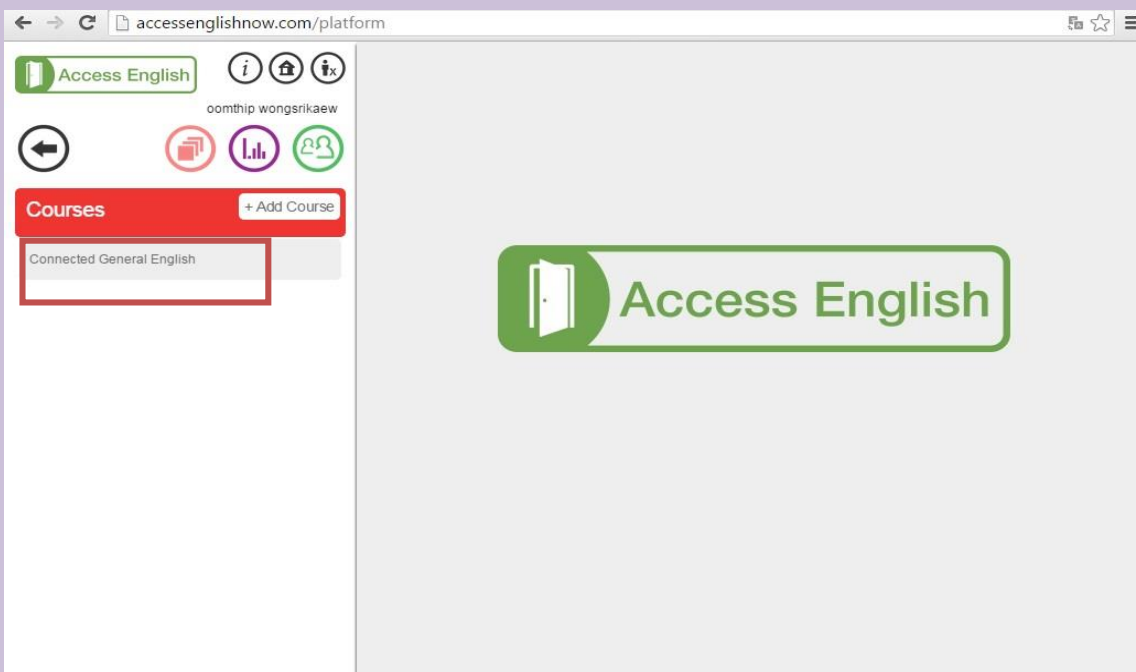 accessenglishnow.com/platform
Access English
i
x
oomthip wongsrikaew
Courses
+ Add Course
Connected General English
Access English